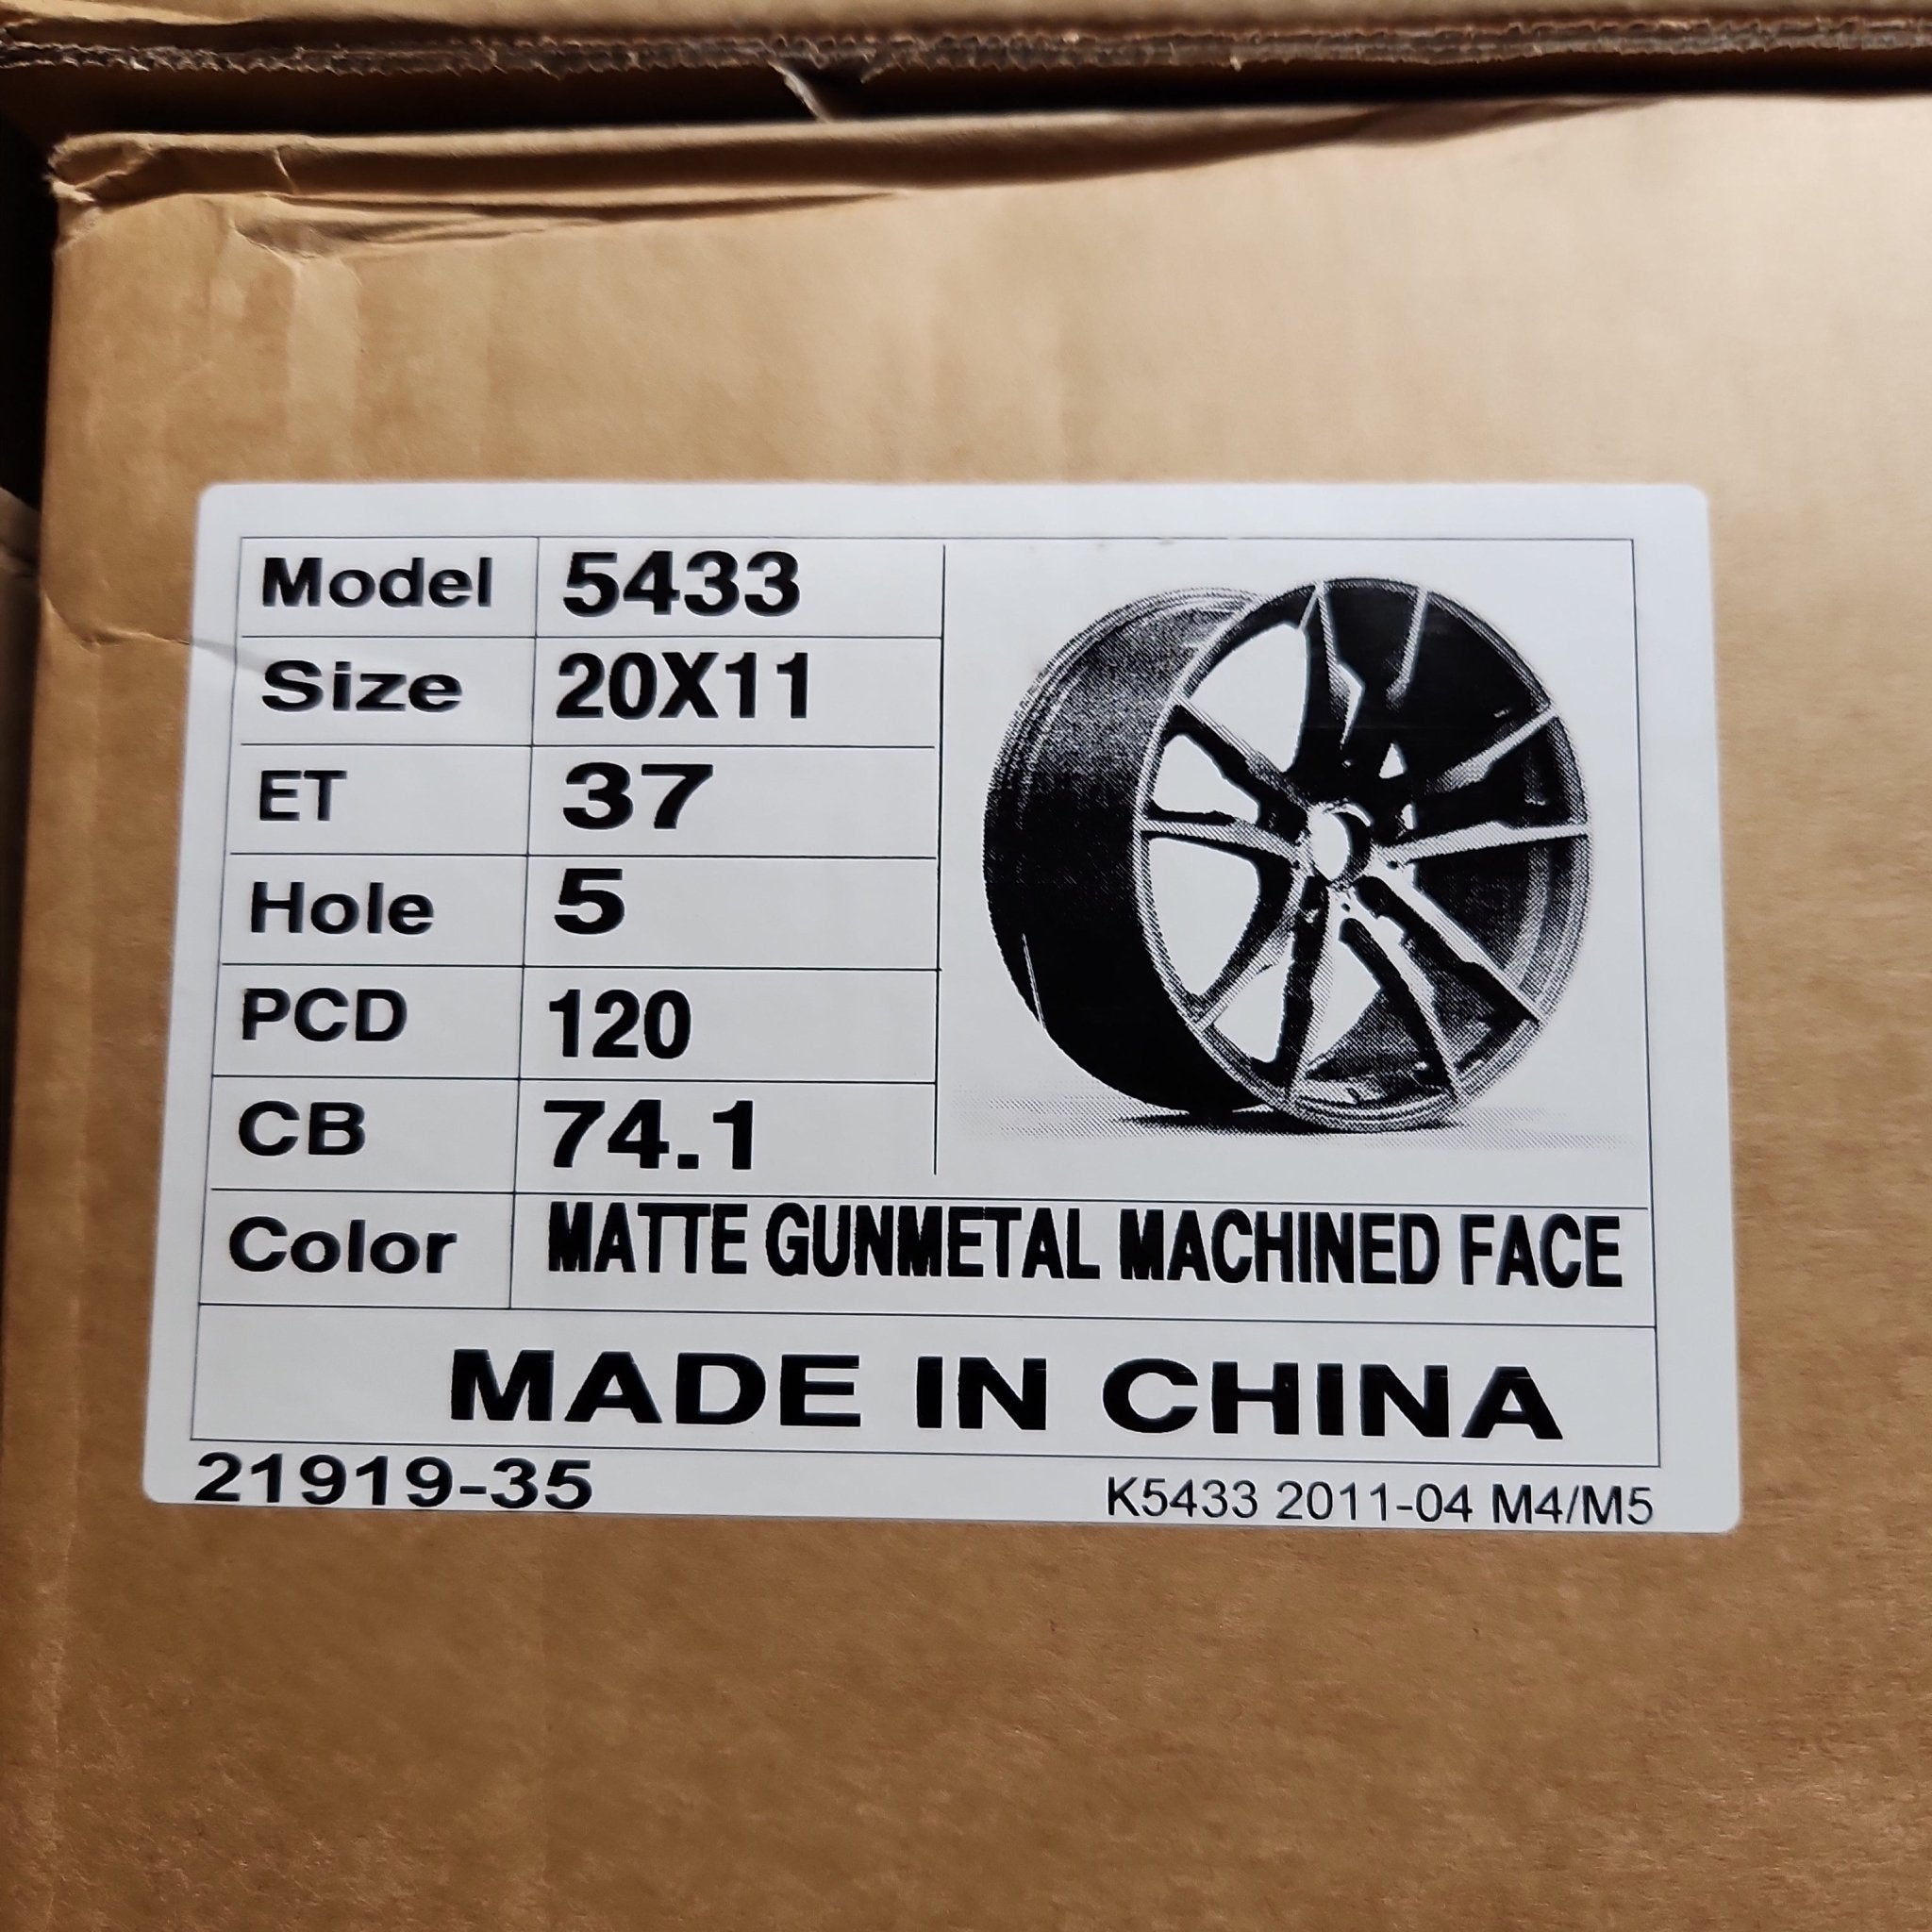 Model 5433
Size 20X11
ET 37
Hole 5
PCD 120
CB 74.1
Color MATTE GUNMETAL MACHINED FACE
MADE IN CHINA
21919-35 K5433 2011-04 M4/M5